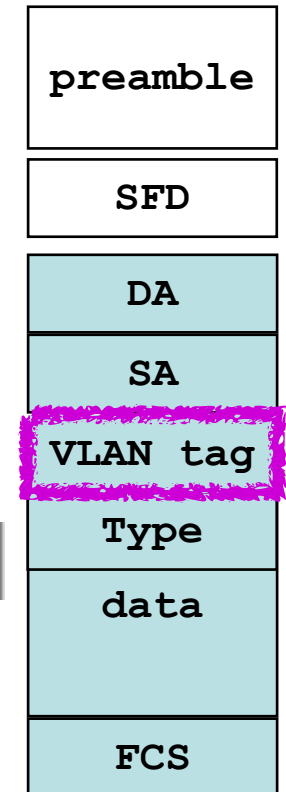 preamble
SFD
DA
SA
VLAN tag
Type
data
FCS